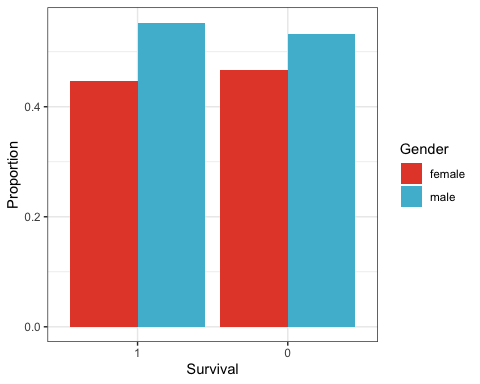 Proportion
0.4
0.2
0.0
1
0
Survival
Gender
female
male